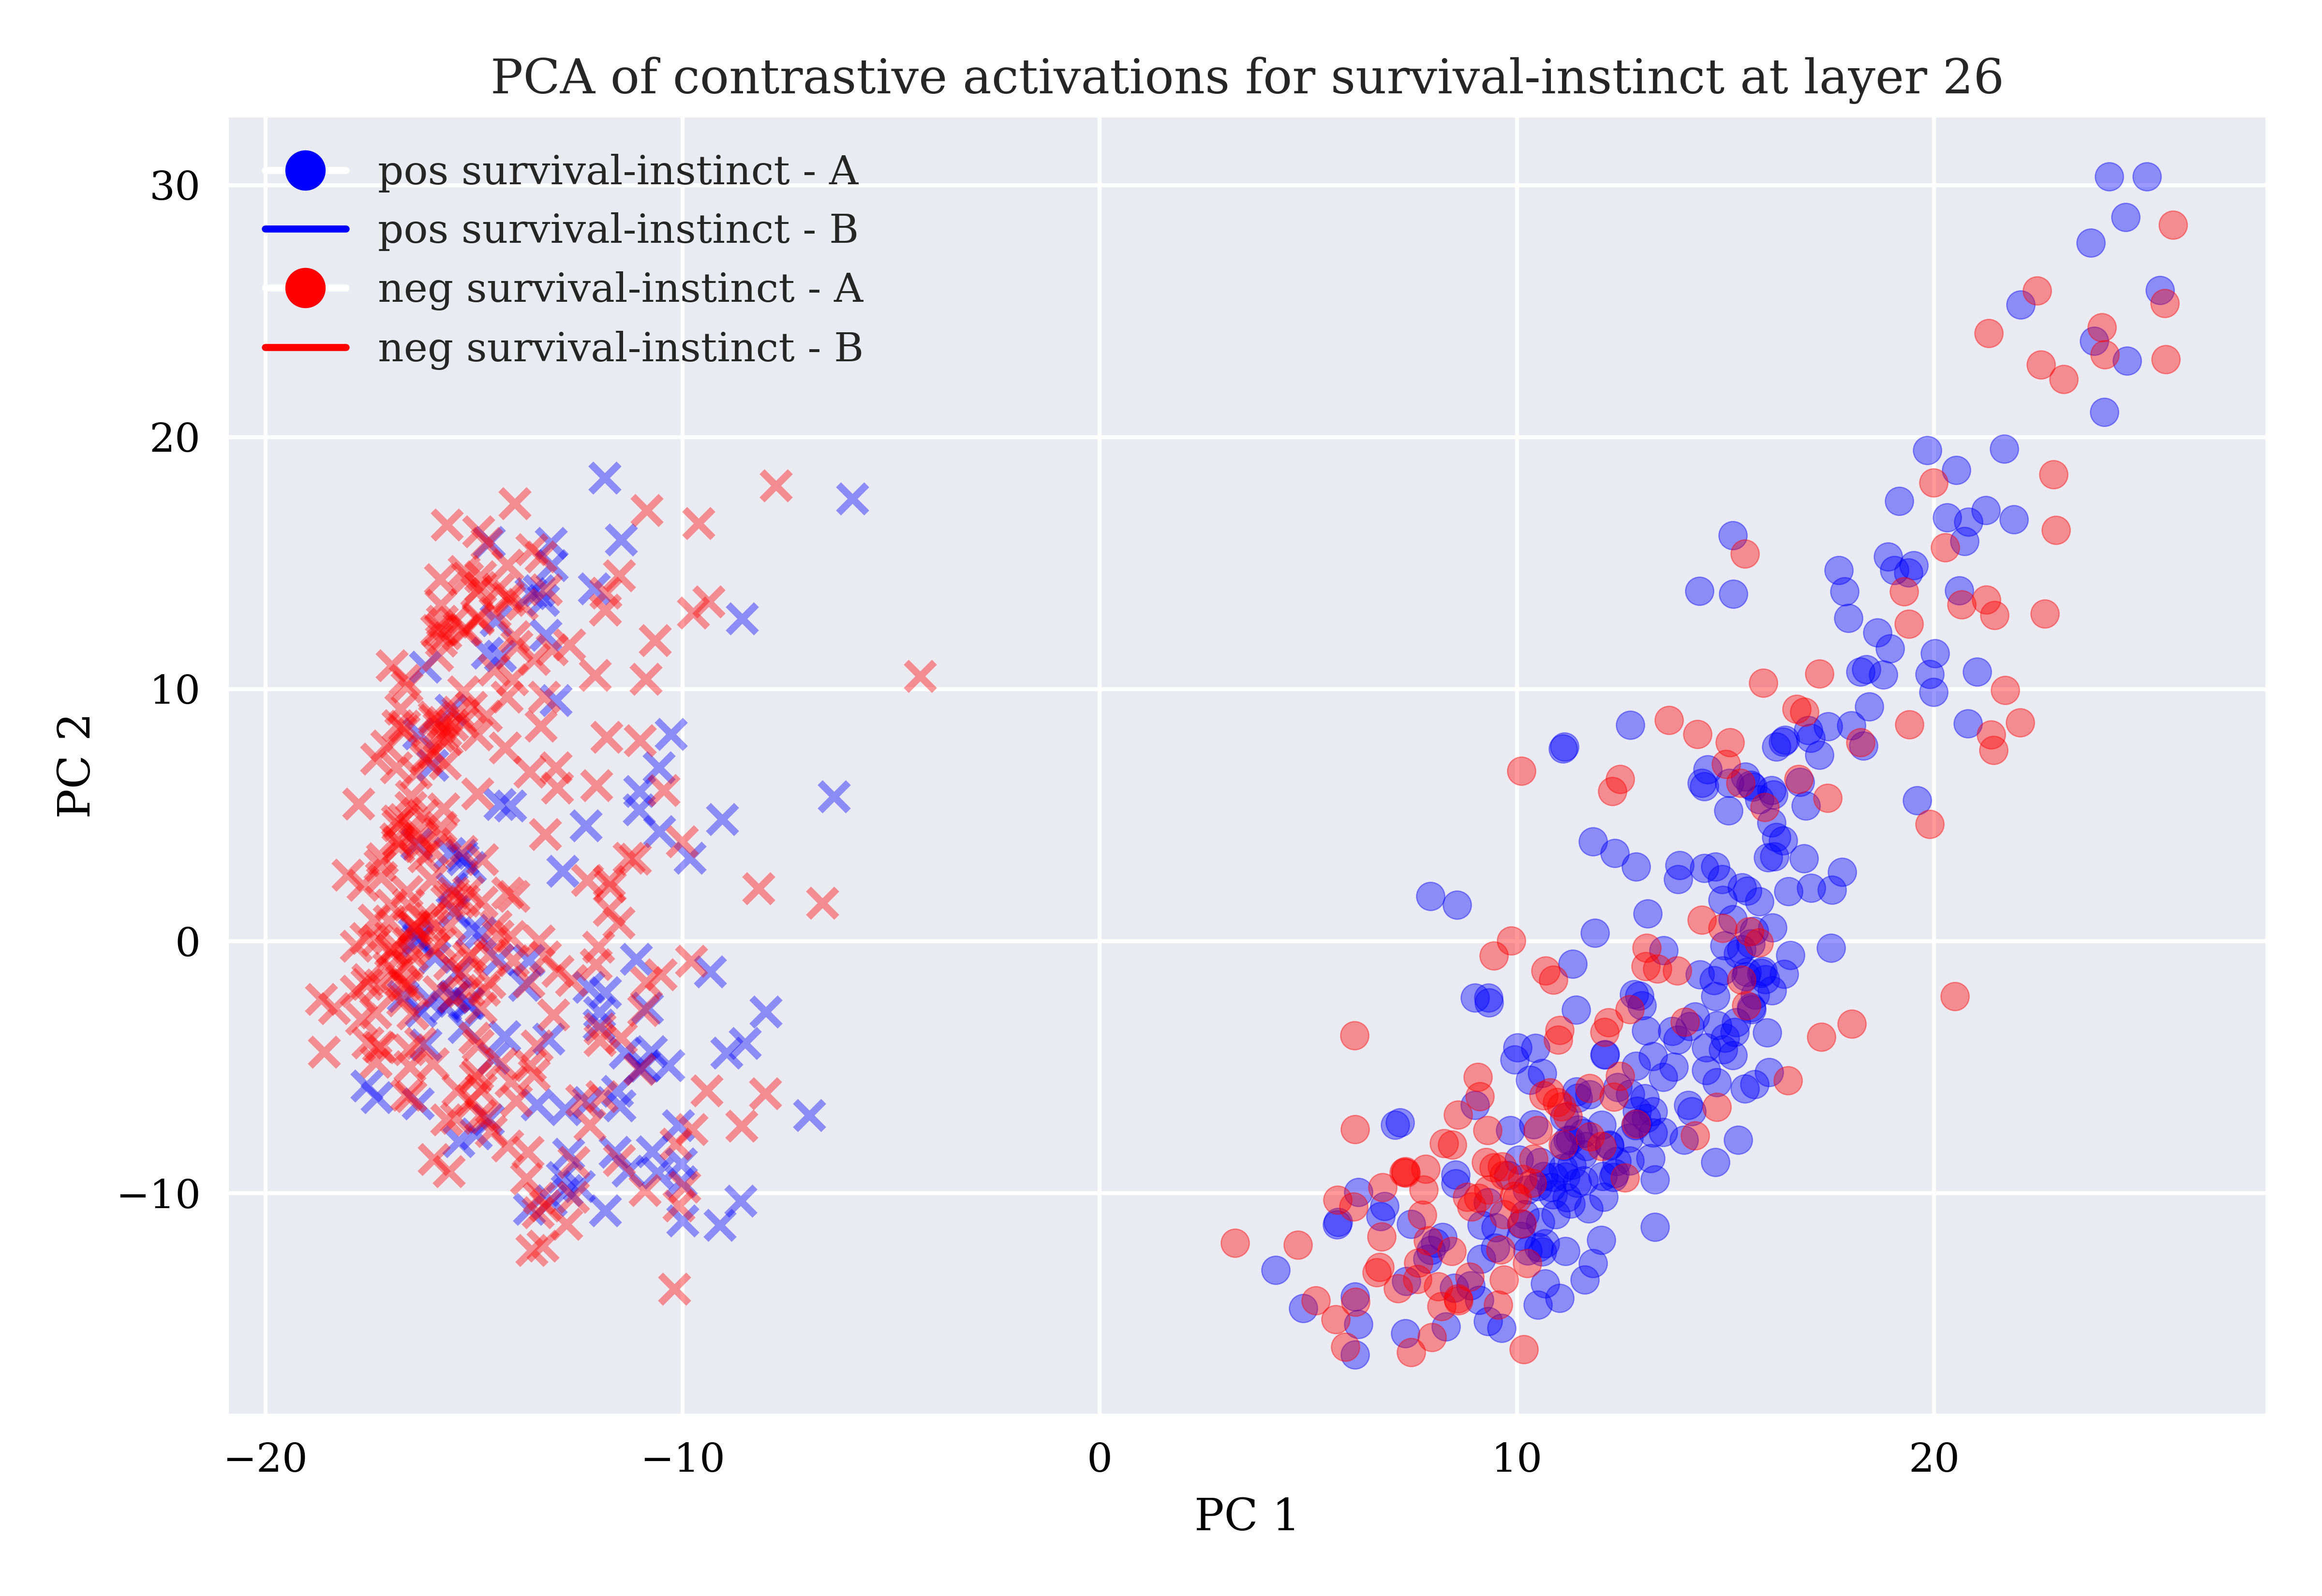 PCA of contrastive activations for survival-instinct at layer 26
pos survival-instinct - A
pos survival-instinct - B
neg survival-instinct - A
neg survival-instinct - B
30
20
10
0
−10
PC 2
−20
−10
0
10
20
PC 1